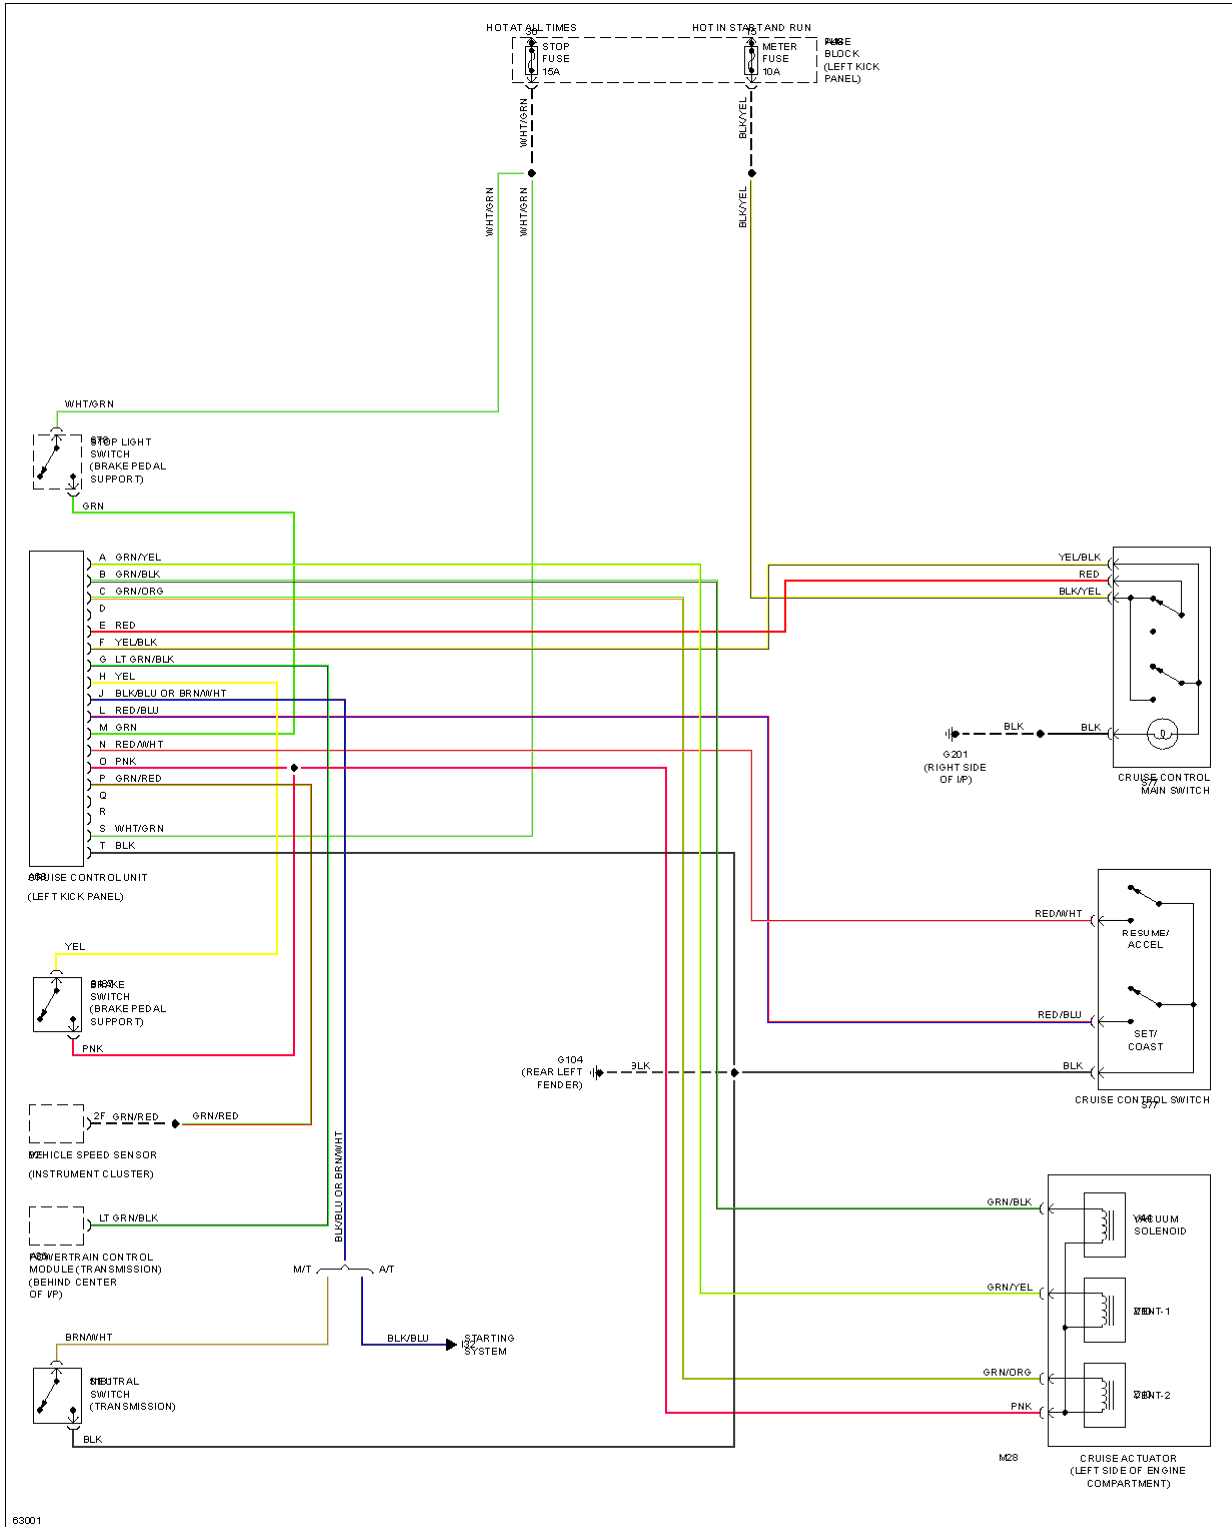 HOT AT ALL TIMES
HOT IN START AND RUN
30
15
STOP
FUSE
15A
METER
FUSE
10A
FUSE
BLOCK
(LEFT KICK
PANEL)
WHT/GRN
BLK/YEL
WHT/GRN
WHT/GRN
BLK/YEL
WHT/GRN
STOP LIGHT
SWITCH
(BRAKE PEDAL
SUPPORT)
GRN
A GRN/YEL
B GRN/BLK
C GRN/ORG
D
E RED
F YEL/BLK
G LT GRN/BLK
H YEL
J BLK/BLU OR BRN/WHT
L RED/BLU
M GRN
N RED/WHT
O PNK
P GRN/RED
Q
R
S WHT/GRN
T BLK
CRUISE CONTROL UNIT
(LEFT KICK PANEL)
YEL/BLK
RED
BLK/YEL
BLK
BLK
G201
(RIGHT SIDE
OF I/P)
CRUISE CONTROL
MAIN SWITCH
S77
YEL
BRAKE
SWITCH
(BRAKE PEDAL
SUPPORT)
PNK
RED/WHT
RESUME/
ACCEL
RED/BLU
SET/
COAST
BLK
CRUISE CONTROL SWITCH
S77
G104
(REAR LEFT
FENDER)
BLK
2F GRN/RED
GRN/RED
VEHICLE SPEED SENSOR
(INSTRUMENT CLUSTER)
BLK/BLU OR BRN/WHT
LT GRN/BLK
POWERTRAIN CONTROL
MODULE (TRANSMISSION)
(BEHIND CENTER
OF I/P)
M/T
A/T
BRN/WHT
BLK/BLU
STARTING
SYSTEM
NEUTRAL
SWITCH
(TRANSMISSION)
BLK
GRN/BLK
VACUUM
SOLENOID
GRN/YEL
VENT-1
GRN/ORG
VENT-2
PNK
M28
CRUISE ACTUATOR
(LEFT SIDE OF ENGINE
COMPARTMENT)
63001